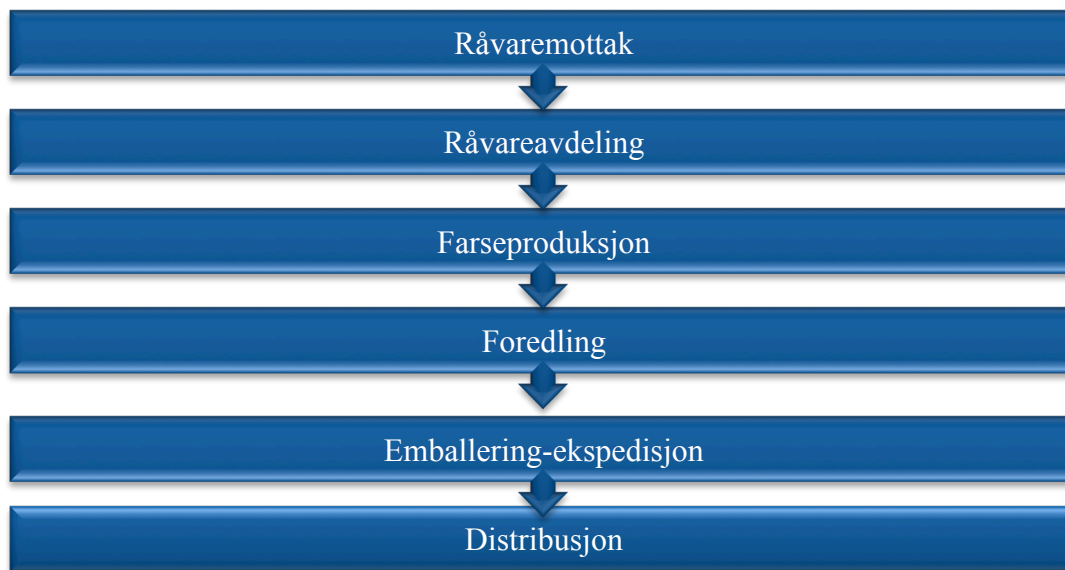 Råvaremottak
Råvareavdeling
Farseproduksjon
Foredling
Emballering-ekspedisjon
Distribusjon